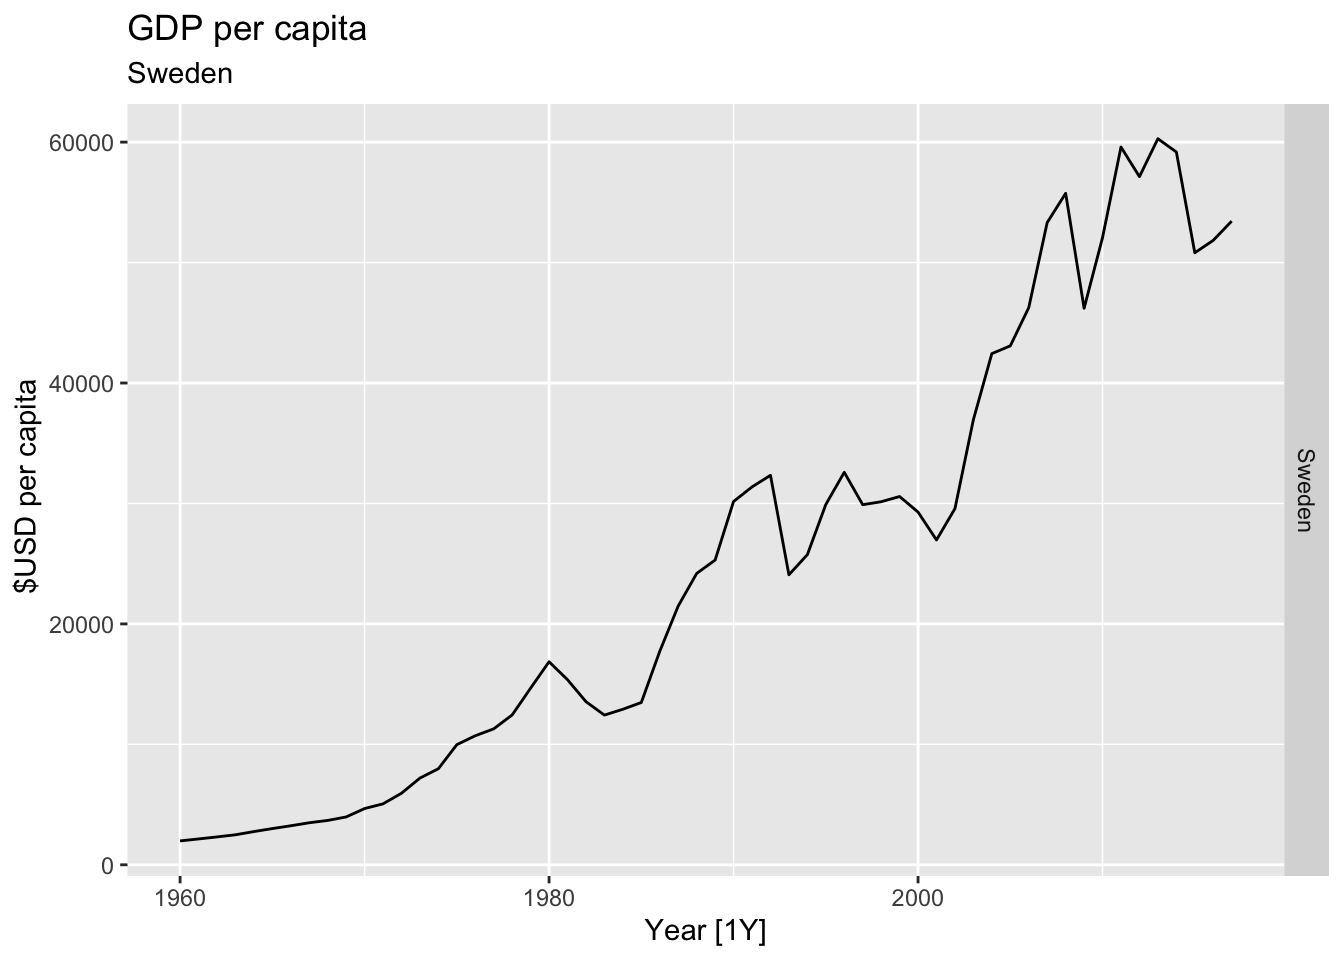 GDP per capita
Sweden
60000
40000
20000
0
$USD per capita
Sweden
1960
1980
2000
Year [1Y]